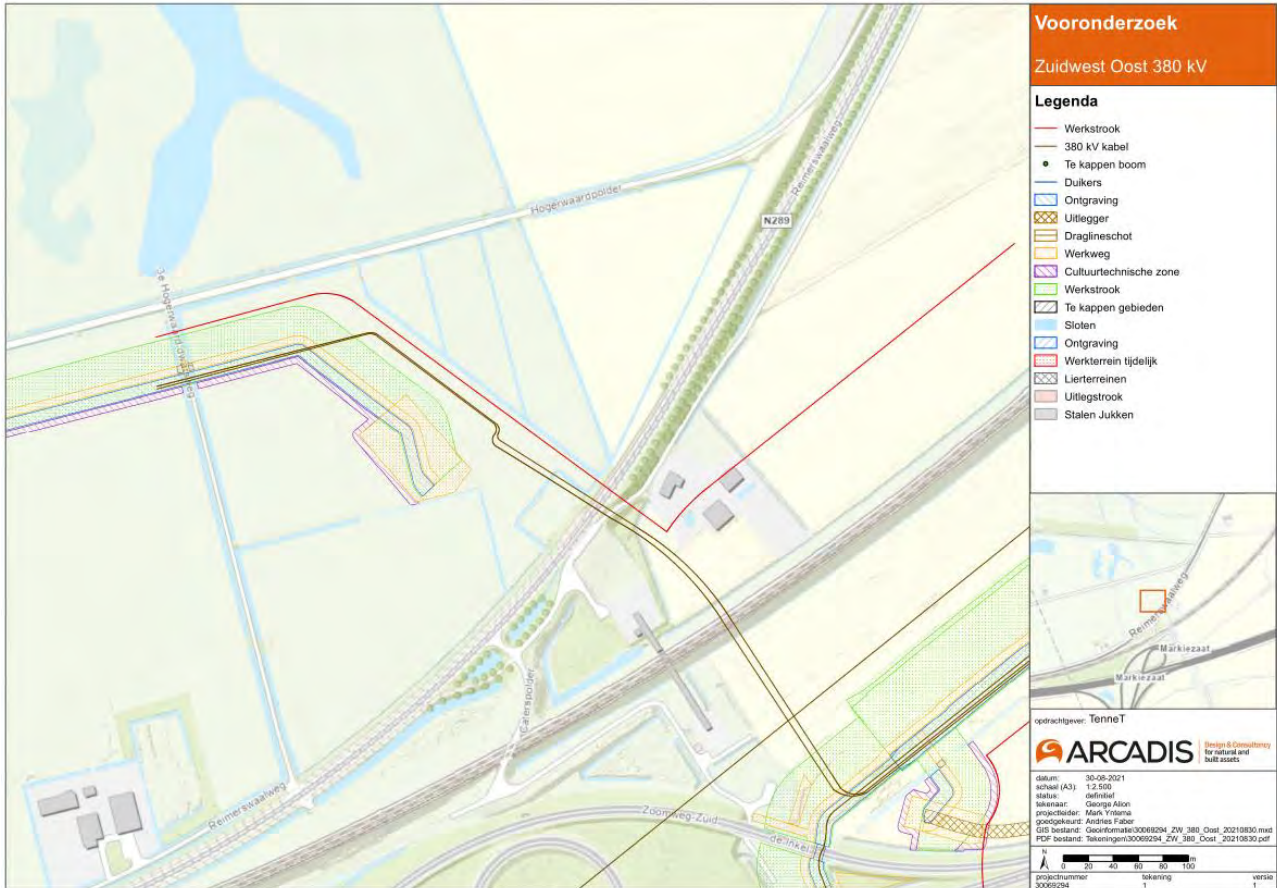 Vooronderzoek
Zuidwest Oost 380 kV
Legenda
Werkstrook
380 kV kabel
Te kappen boom
Duikers
Ontgraving
Uitlegger
Draglineschot
Werkweg
Cultuurtechnische zone
Werkstrook
Te kappen gebieden
Sloten
Ontgraving
Werkterrein tijdelijk
Lierterreinen
Uitlegstrook
Stalen Jukken
Hogerwaardpolder
Reimerswaalweg
N289
Reimerswaalweg
Zoomweg-Zuid
Reimerswaalweg
Markiezaat
Markiezaat
opdrachtgever: TenneT
ARCADIS
Design & Consultancy
for natural and
built assets
datum: 30-08-2021
schaal (A3): 1:2.500
status: definitief
tekenaar: George Alion
projectleider: Mark Yntema
goedgekeurd: Andries Faber
GIS bestand: Geoinformatie\30069294_ZW_380_Oost_20210830.mxd
PDF bestand: Tekeningen\30069294_ZW_380_Oost_20210830.pdf
N
0 20 40 60 80 100 m
projectnummer tekening versie
30069294 1 1